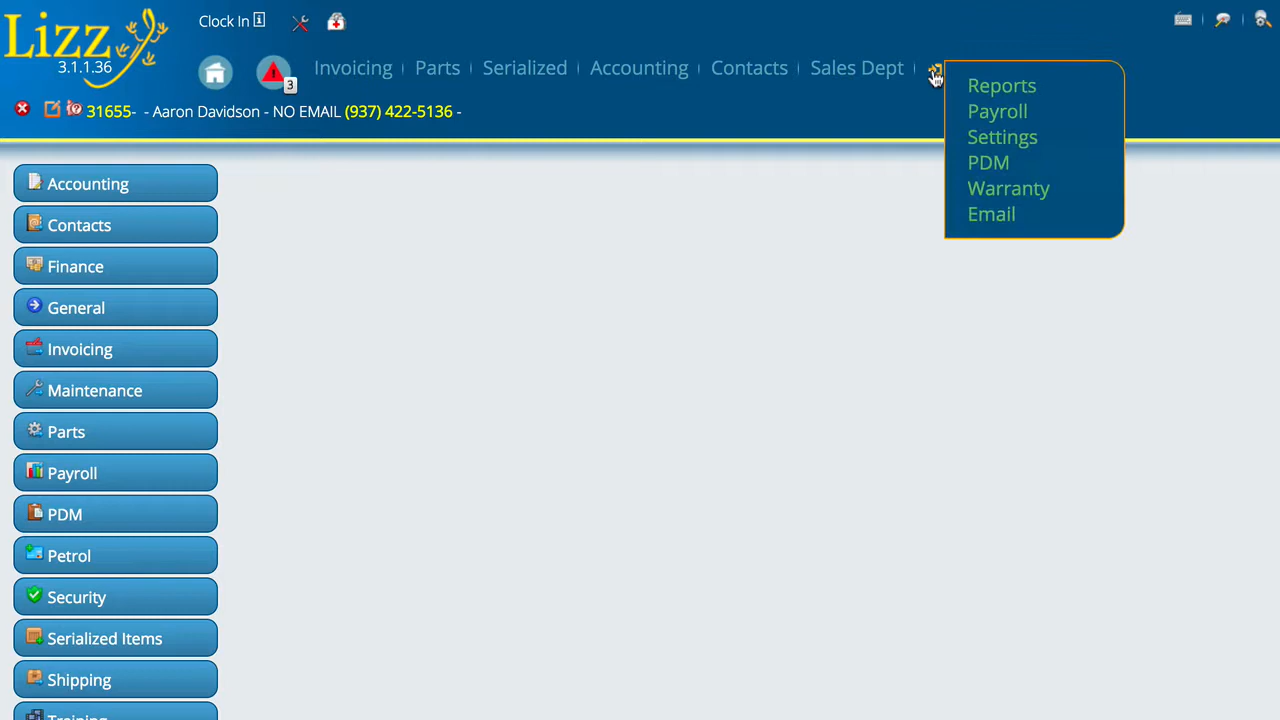 Lizz
3.1.1.36
Clock In
3
Invoicing Parts Serialized Accounting Contacts Sales Dept
31655- - Aaron Davidson - NO EMAIL (937) 422-5136 -
Reports
Payroll
Settings
PDM
Warranty
Email
Accounting
Contacts
Finance
General
Invoicing
Maintenance
Parts
Payroll
PDM
Petrol
Security
Serialized Items
Shipping
Training